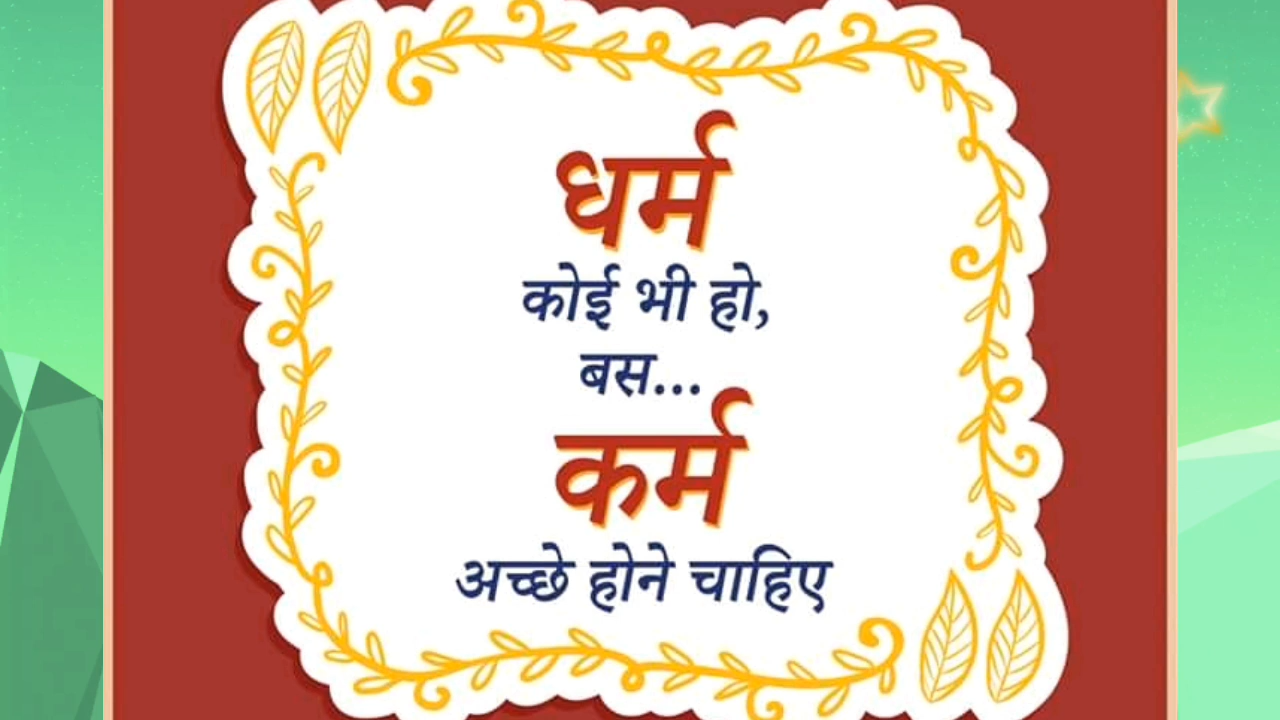 धर्म
कोई भी हो,
बस...
कर्म
अच्छे होने चाहिए